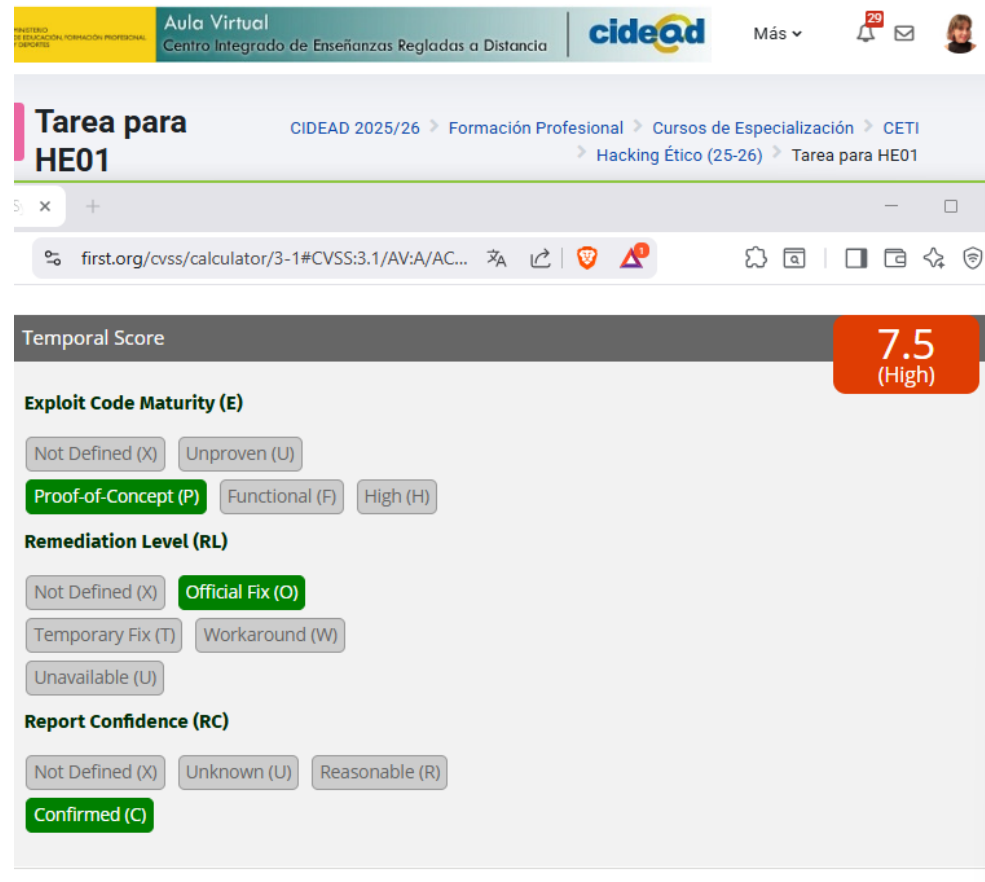 MINISTERIO
DE EDUCACIÓN, FORMACIÓN PROFESIONAL
Y DEPORTES
Aula Virtual
Centro Integrado de Enseñanzas Regladas a Distancia
cidead
Más
29
Tarea para HE01
CIDEAD 2025/26 > Formación Profesional > Cursos de Especialización > CETI
> Hacking Ético (25-26) > Tarea para HE01
first.org/cvss/calculator/3-1#CVSS:3.1/AV:A/AC...
1
Temporal Score
7.5
(High)
Exploit Code Maturity (E)
Not Defined (X) Unproven (U)
Proof-of-Concept (P) Functional (F) High (H)
Remediation Level (RL)
Not Defined (X) Official Fix (O)
Temporary Fix (T) Workaround (W)
Unavailable (U)
Report Confidence (RC)
Not Defined (X) Unknown (U) Reasonable (R)
Confirmed (C)